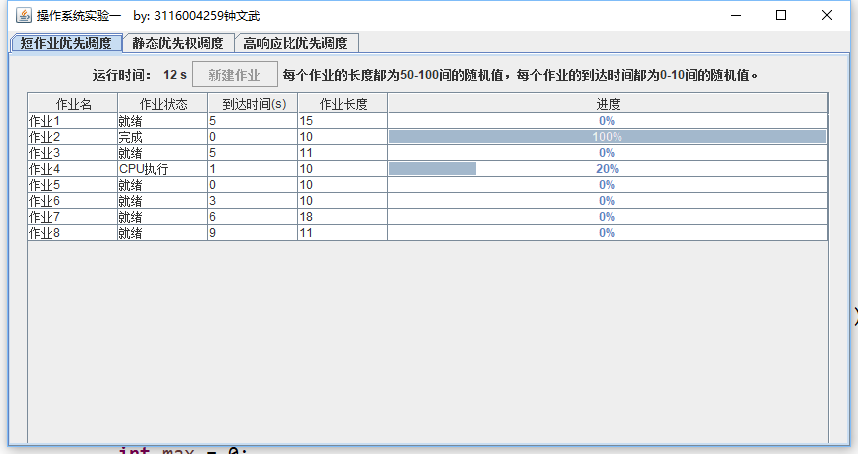 操作系统实验一 by: 3116004259钟文武
短作业优先调度 静态优先权调度 高响应比优先调度
运行时间： 12 s 新建作业 每个作业的长度都为50-100间的随机值，每个作业的到达时间都为0-10间的随机值。
作业名 作业状态 到达时间(s) 作业长度 进度
作业1 就绪 5 15 0%
作业2 完成 0 10 100%
作业3 就绪 5 11 0%
作业4 CPU执行 1 10 20%
作业5 就绪 0 10 0%
作业6 就绪 3 10 0%
作业7 就绪 6 18 0%
作业8 就绪 9 11 0%
int max = 0;